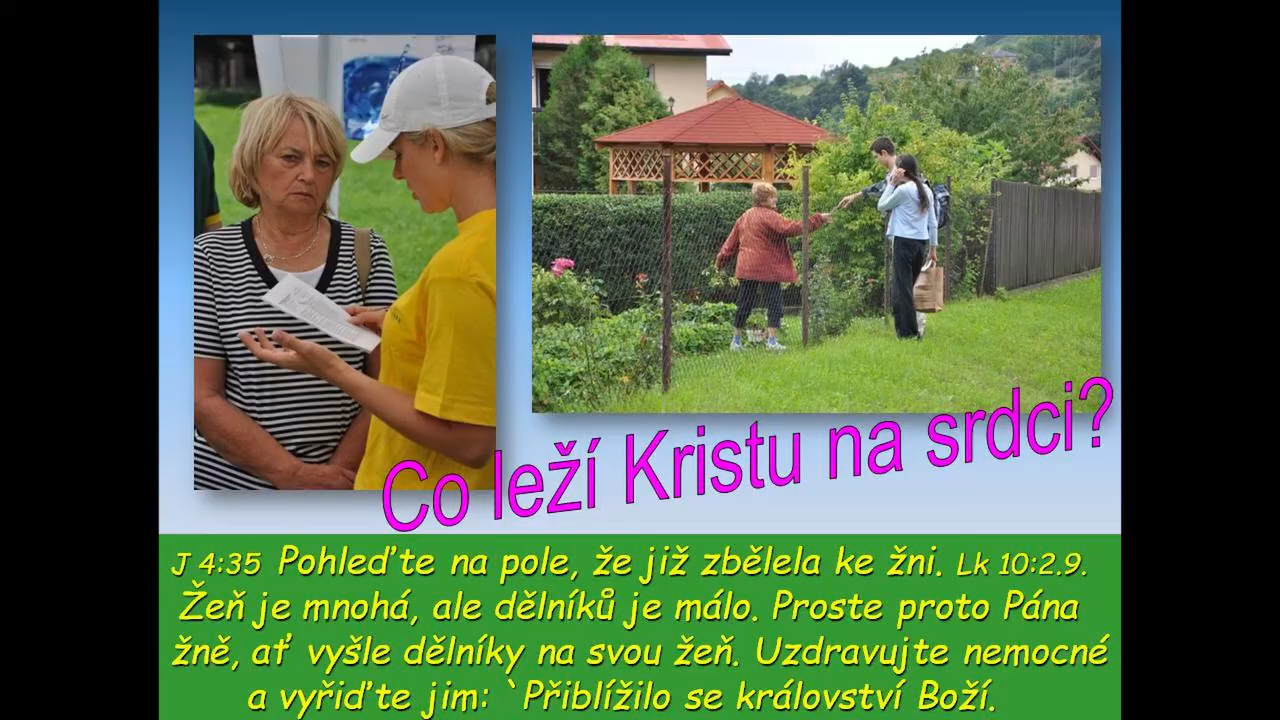 Co leží Kristu na srdci?
J 4:35 Pohleďte na pole, že již zbělela ke žni. Lk 10:2.9.
Žeň je mnohá, ale dělníků je málo. Proste proto Pána
žně, ať vyšle dělníky na svou žeň. Uzdravujte nemocné
a vyřiďte jim: `Přiblížilo se království Boží.